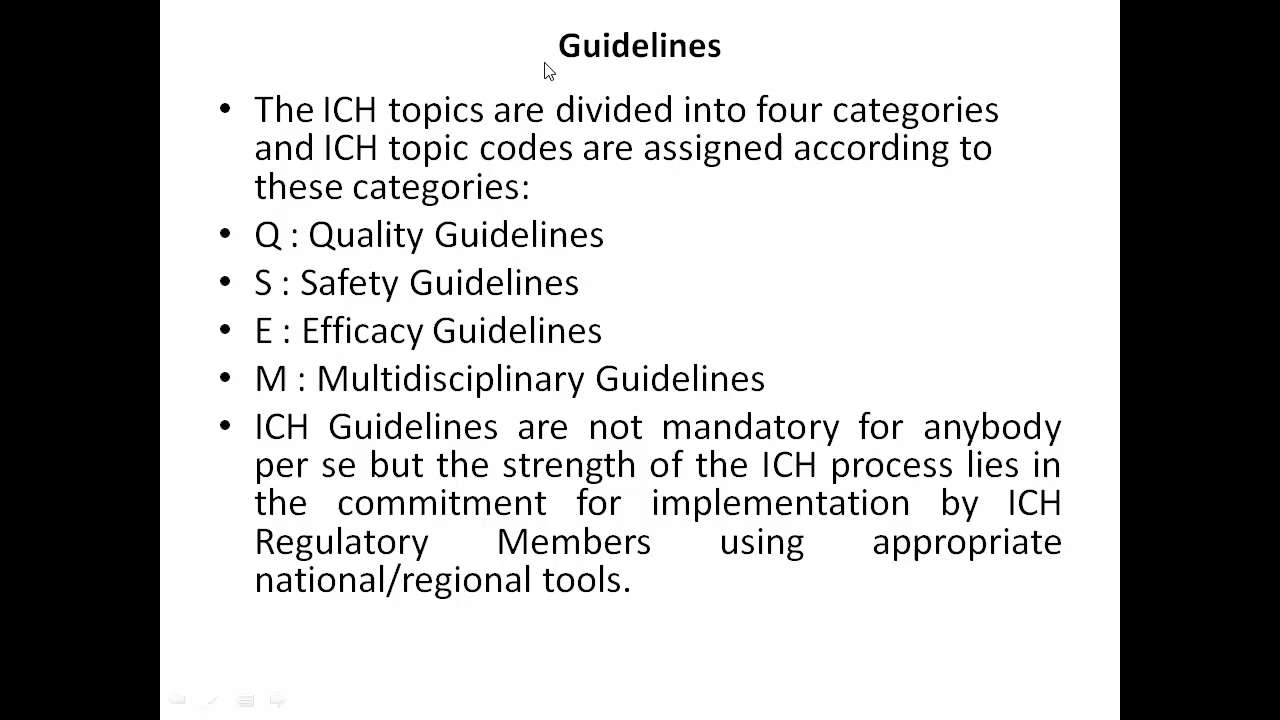 Guidelines
• The ICH topics are divided into four categories
and ICH topic codes are assigned according to
these categories:
• Q : Quality Guidelines
• S : Safety Guidelines
• E : Efficacy Guidelines
• M : Multidisciplinary Guidelines
• ICH Guidelines are not mandatory for anybody
per se but the strength of the ICH process lies in
the commitment for implementation by ICH
Regulatory Members using appropriate
national/regional tools.